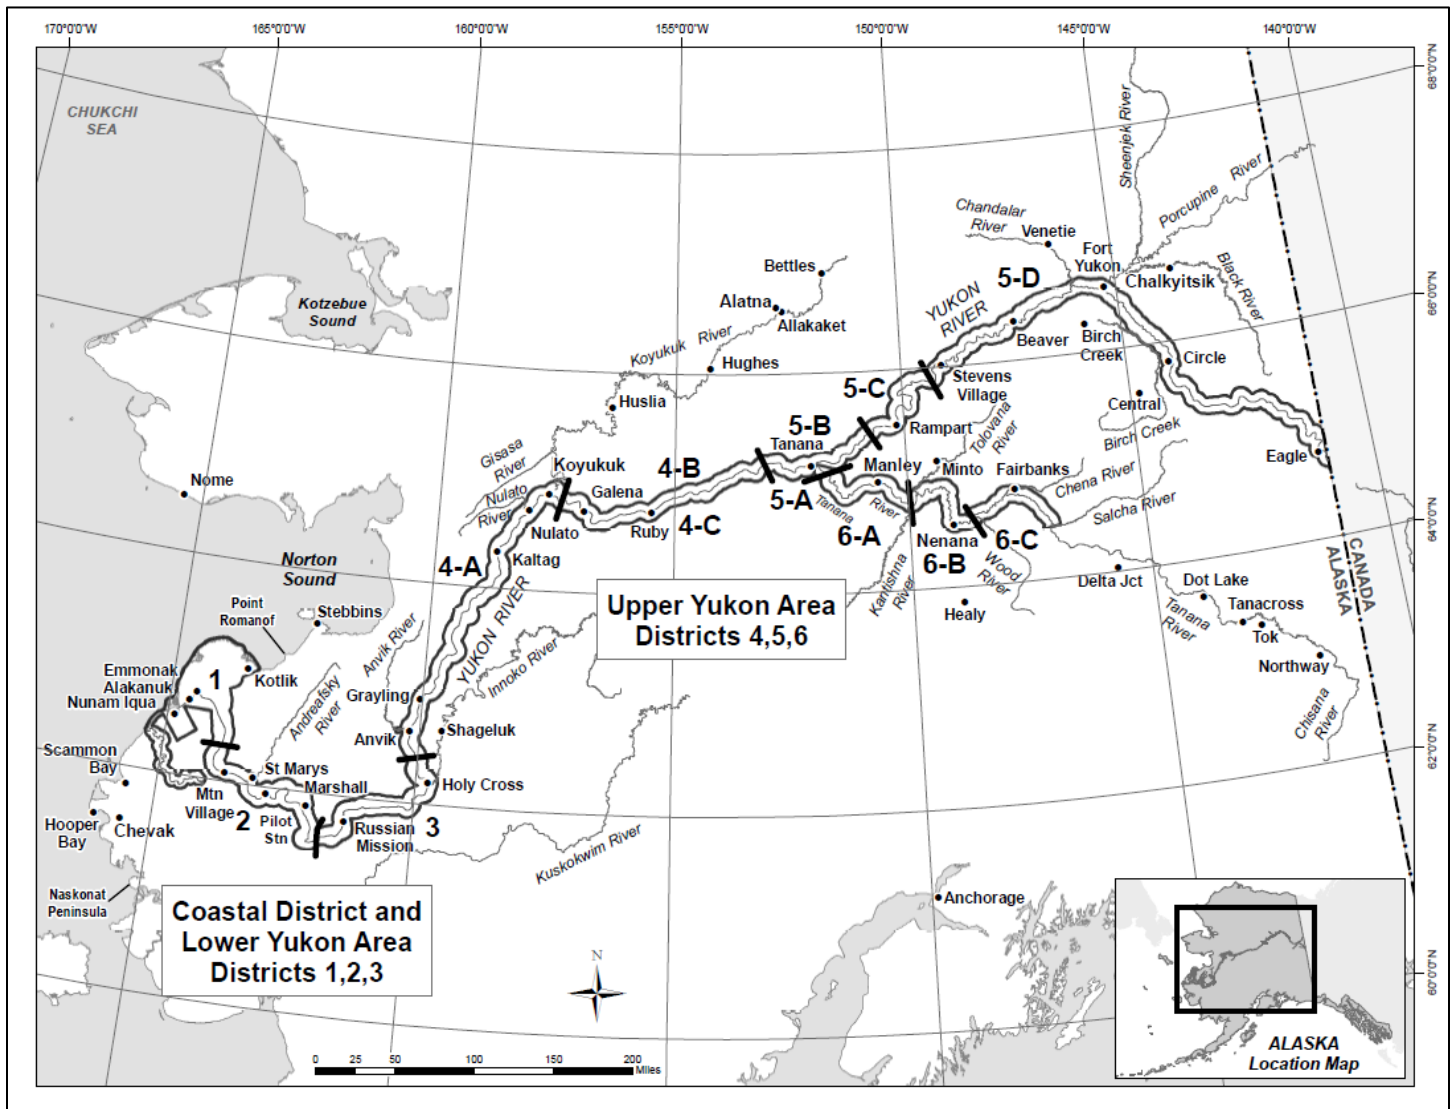 170°0'0"W
165°0'0"W
160°0'0"W
155°0'0"W
150°0'0"W
145°0'0"W
140°0'0"W
68°0'0"N
66°0'0"N
64°0'0"N
62°0'0"N
60°0'0"N
CHUKCHI
SEA
Kotzebue
Sound
Nome
Norton
Sound
Point
Romanof
Stebbins
Kotlik
Emmonak
Alakanuk
Nunam Iqua
1
Scammon
Bay
Hooper
Bay
Chevak
Naskonat
Peninsula
Mtn
Village
2
St Marys
Pilot
Stn
Marshall
Andreafsky
River
Russian
Mission
3
Holy Cross
Anvik
Shageluk
Grayling
Anvik River
Innoko River
YUKON RIVER
Kuskokwim River
4-A
Kaltag
Nulato
Nulato
River
Gisasa
River
Koyukuk
Galena
4-B
4-C
Ruby
Huslia
Koyukuk River
Hughes
Alatna
Allakaket
Bettles
Tanana
5-A
5-B
5-C
5-D
YUKON
RIVER
Rampart
Stevens
Village
Beaver
Birch
Creek
Fort
Yukon
Venetie
Chandalar
River
Sheenjek River
Porcupine River
Chalkyitsik
Black River
Circle
Central
Birch Creek
Eagle
Manley
Tanana River
6-A
Kantishna
River
Minto
Tolovana
River
Nenana
6-B
6-C
Fairbanks
Chena River
Salcha River
Wood
River
Healy
Delta Jct
Dot Lake
Tanacross
Tok
Tanana
River
Northway
Chisana
River
CANADA
ALASKA
Anchorage
Upper Yukon Area
Districts 4,5,6
Coastal District and
Lower Yukon Area
Districts 1,2,3
N
0 25 50 100 150 200
Miles
ALASKA
Location Map